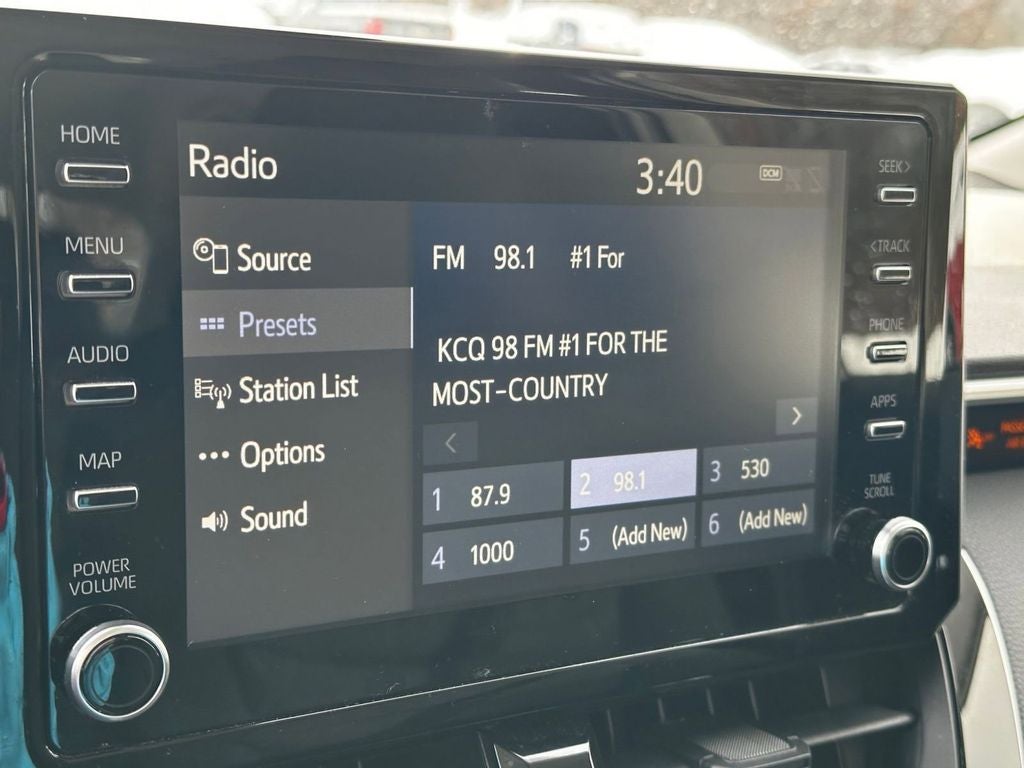 HOME
MENU
AUDIO
MAP
POWER
VOLUME
Radio
3:40
DCM
Source
Presets
Station List
Options
Sound
FM 98.1 #1 For
KCQ 98 FM #1 FOR THE
MOST-COUNTRY
<
>
1 87.9
2 98.1
3 530
4 1000
5 (Add New)
6 (Add New)
SEEK>
<TRACK
PHONE
APPS
TUNE
SCROLL